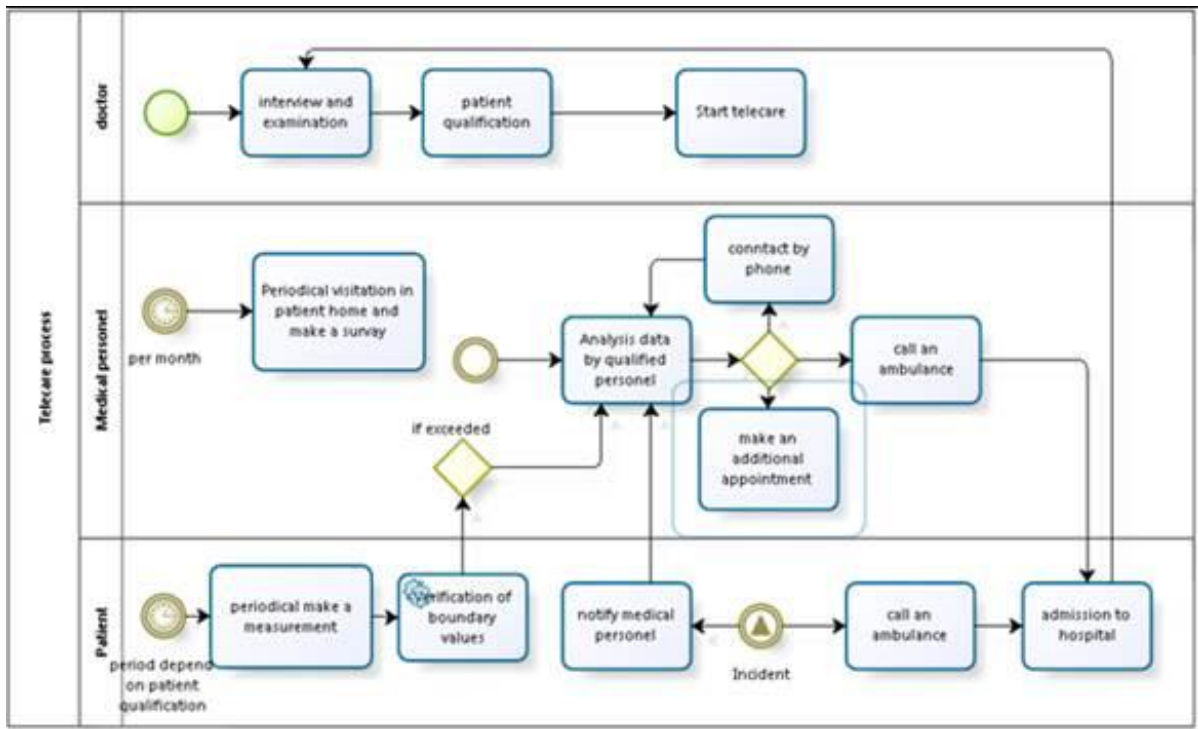 Telecare process
doctor
interview and
examination
patient
qualification
Start telecare
Medical personel
per month
Periodical visitation in
patient home and
make a survay
conntact by
phone
Analysis data
by qualified
personel
call an
ambulance
make an
additional
appointment
if exceeded
Patient
period depend
on patient
qualification
periodical make a
measurement
Verification of
boundary
values
notify medical
personel
Incident
call an
ambulance
admission to
hospital